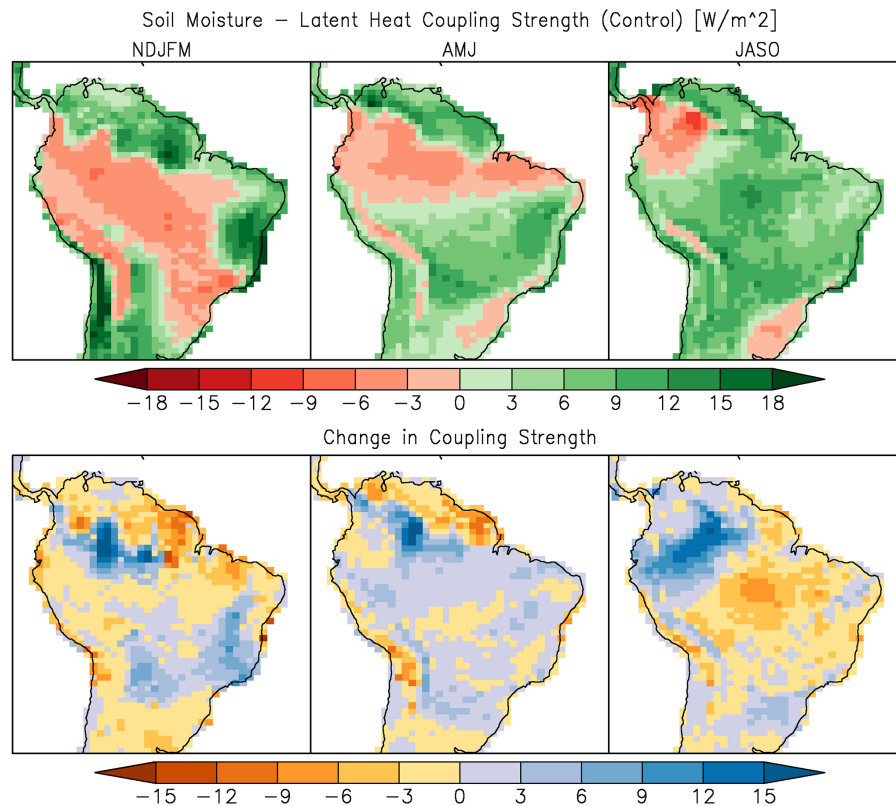 Soil Moisture − Latent Heat Coupling Strength (Control) [W/m^2]
NDJFM AMJ JASO
−18 −15 −12 −9 −6 −3 0 3 6 9 12 15 18
Change in Coupling Strength
−15 −12 −9 −6 −3 0 3 6 9 12 15